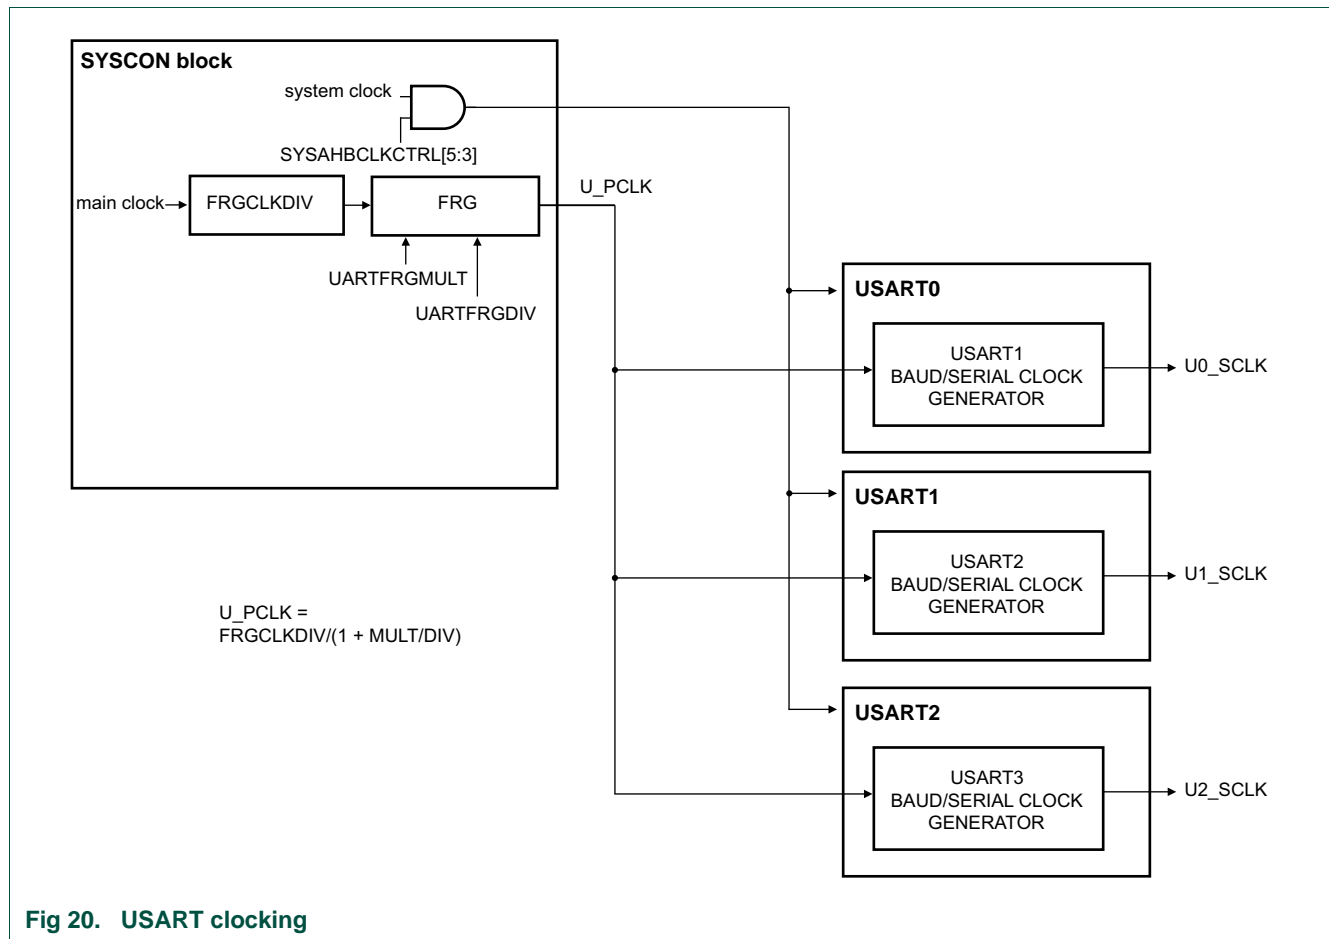 SYSCON block
system clock
SYSAHBCLKCTRL[5:3]
main clock
FRGCLKDIV
FRG
U_PCLK
UARTFRGMULT
UARTFRGDIV
USART0
USART1
BAUD/SERIAL CLOCK
GENERATOR
U0_SCLK
USART1
USART2
BAUD/SERIAL CLOCK
GENERATOR
U1_SCLK
U_PCLK =
FRGCLKDIV/(1 + MULT/DIV)
USART2
USART3
BAUD/SERIAL CLOCK
GENERATOR
U2_SCLK
Fig 20. USART clocking